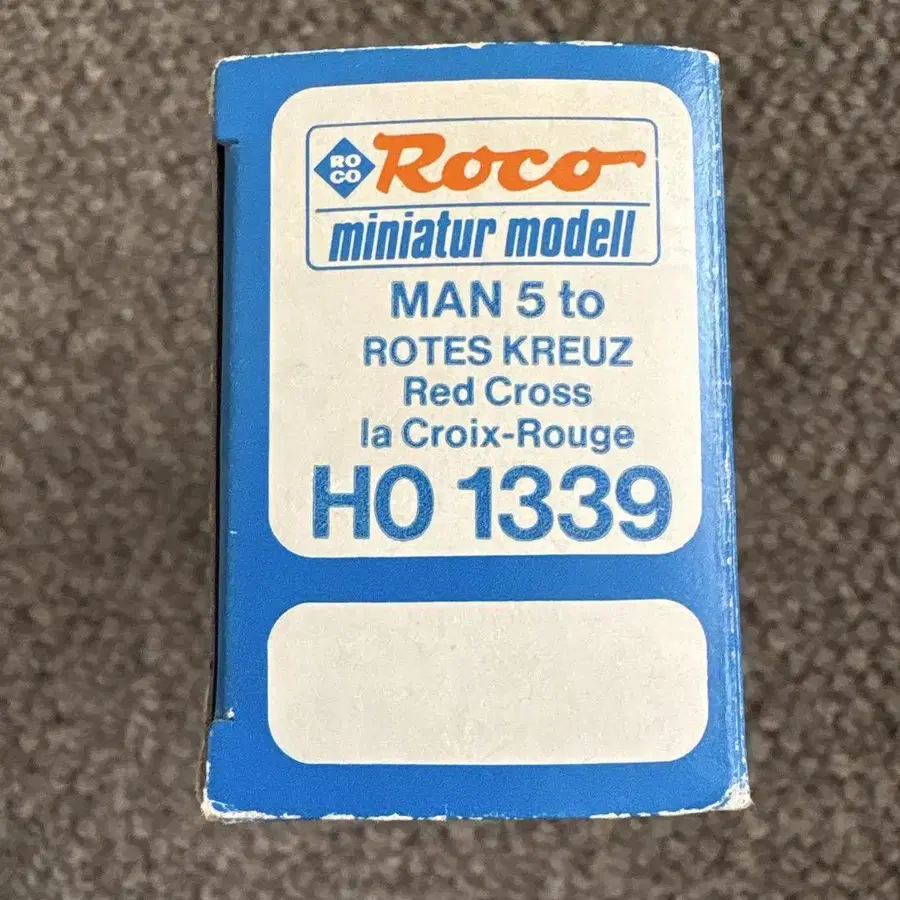 RO
CO
Roco
miniatur modell
MAN 5 to
ROTES KREUZ
Red Cross
la Croix-Rouge
HO 1339